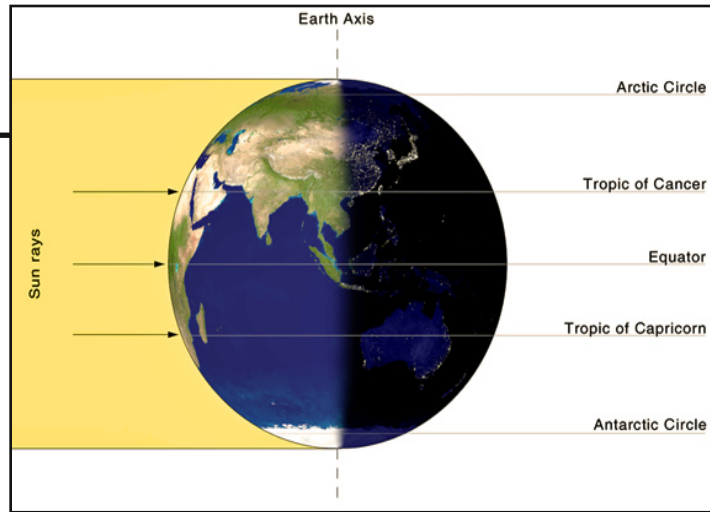 Earth Axis
Arctic Circle
Tropic of Cancer
Sun rays
Equator
Tropic of Capricorn
Antarctic Circle